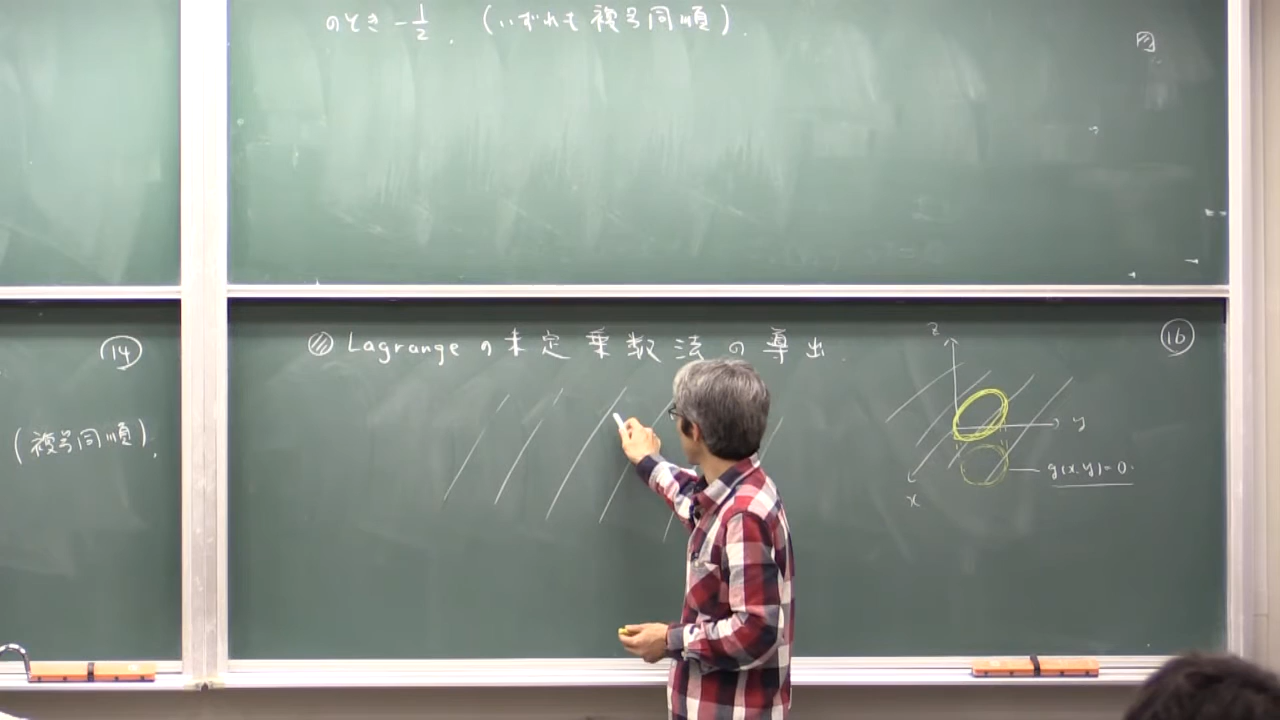 のとき -1/2. (いずれも複号同順).
⑭
(複号同順).
Lagrange の未定乗数法の導出.
⑯
z
y
x
g(x,y)=0.